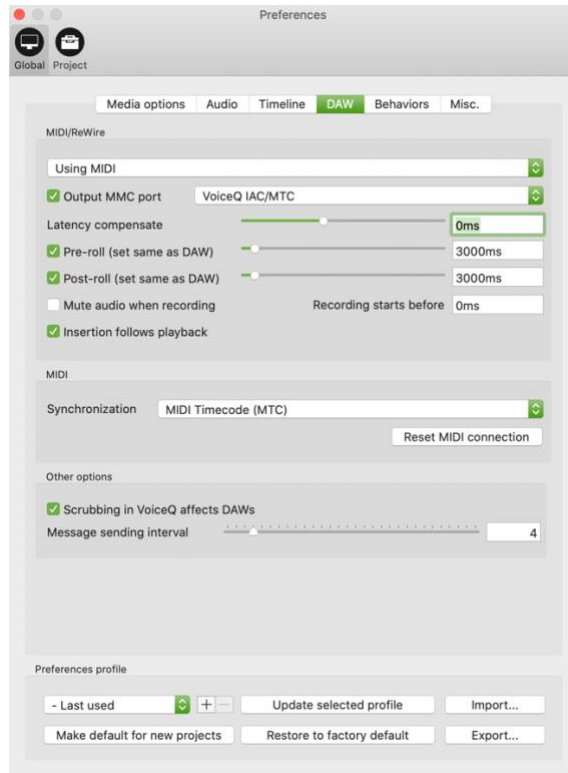 Preferences
Global Project
Media options Audio Timeline DAW Behaviors Misc.
MIDI/ReWire
Using MIDI
Output MMC port VoiceQ IAC/MTC
Latency compensate 0ms
Pre-roll (set same as DAW) 3000ms
Post-roll (set same as DAW) 3000ms
Mute audio when recording Recording starts before 0ms
Insertion follows playback
MIDI
Synchronization MIDI Timecode (MTC)
Reset MIDI connection
Other options
Scrubbing in VoiceQ affects DAWs
Message sending interval 4
Preferences profile
- Last used + − Update selected profile Import...
Make default for new projects Restore to factory default Export...